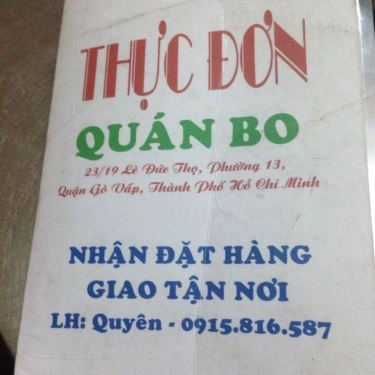 THỰC ĐƠN
QUÁN BO
23/19 Lê Đức Thọ, Phường 13,
Quận Gò Vấp, Thành Phố Hồ Chí Minh
NHẬN ĐẶT HÀNG
GIAO TẬN NƠI
LH: Quyên - 0915.816.587